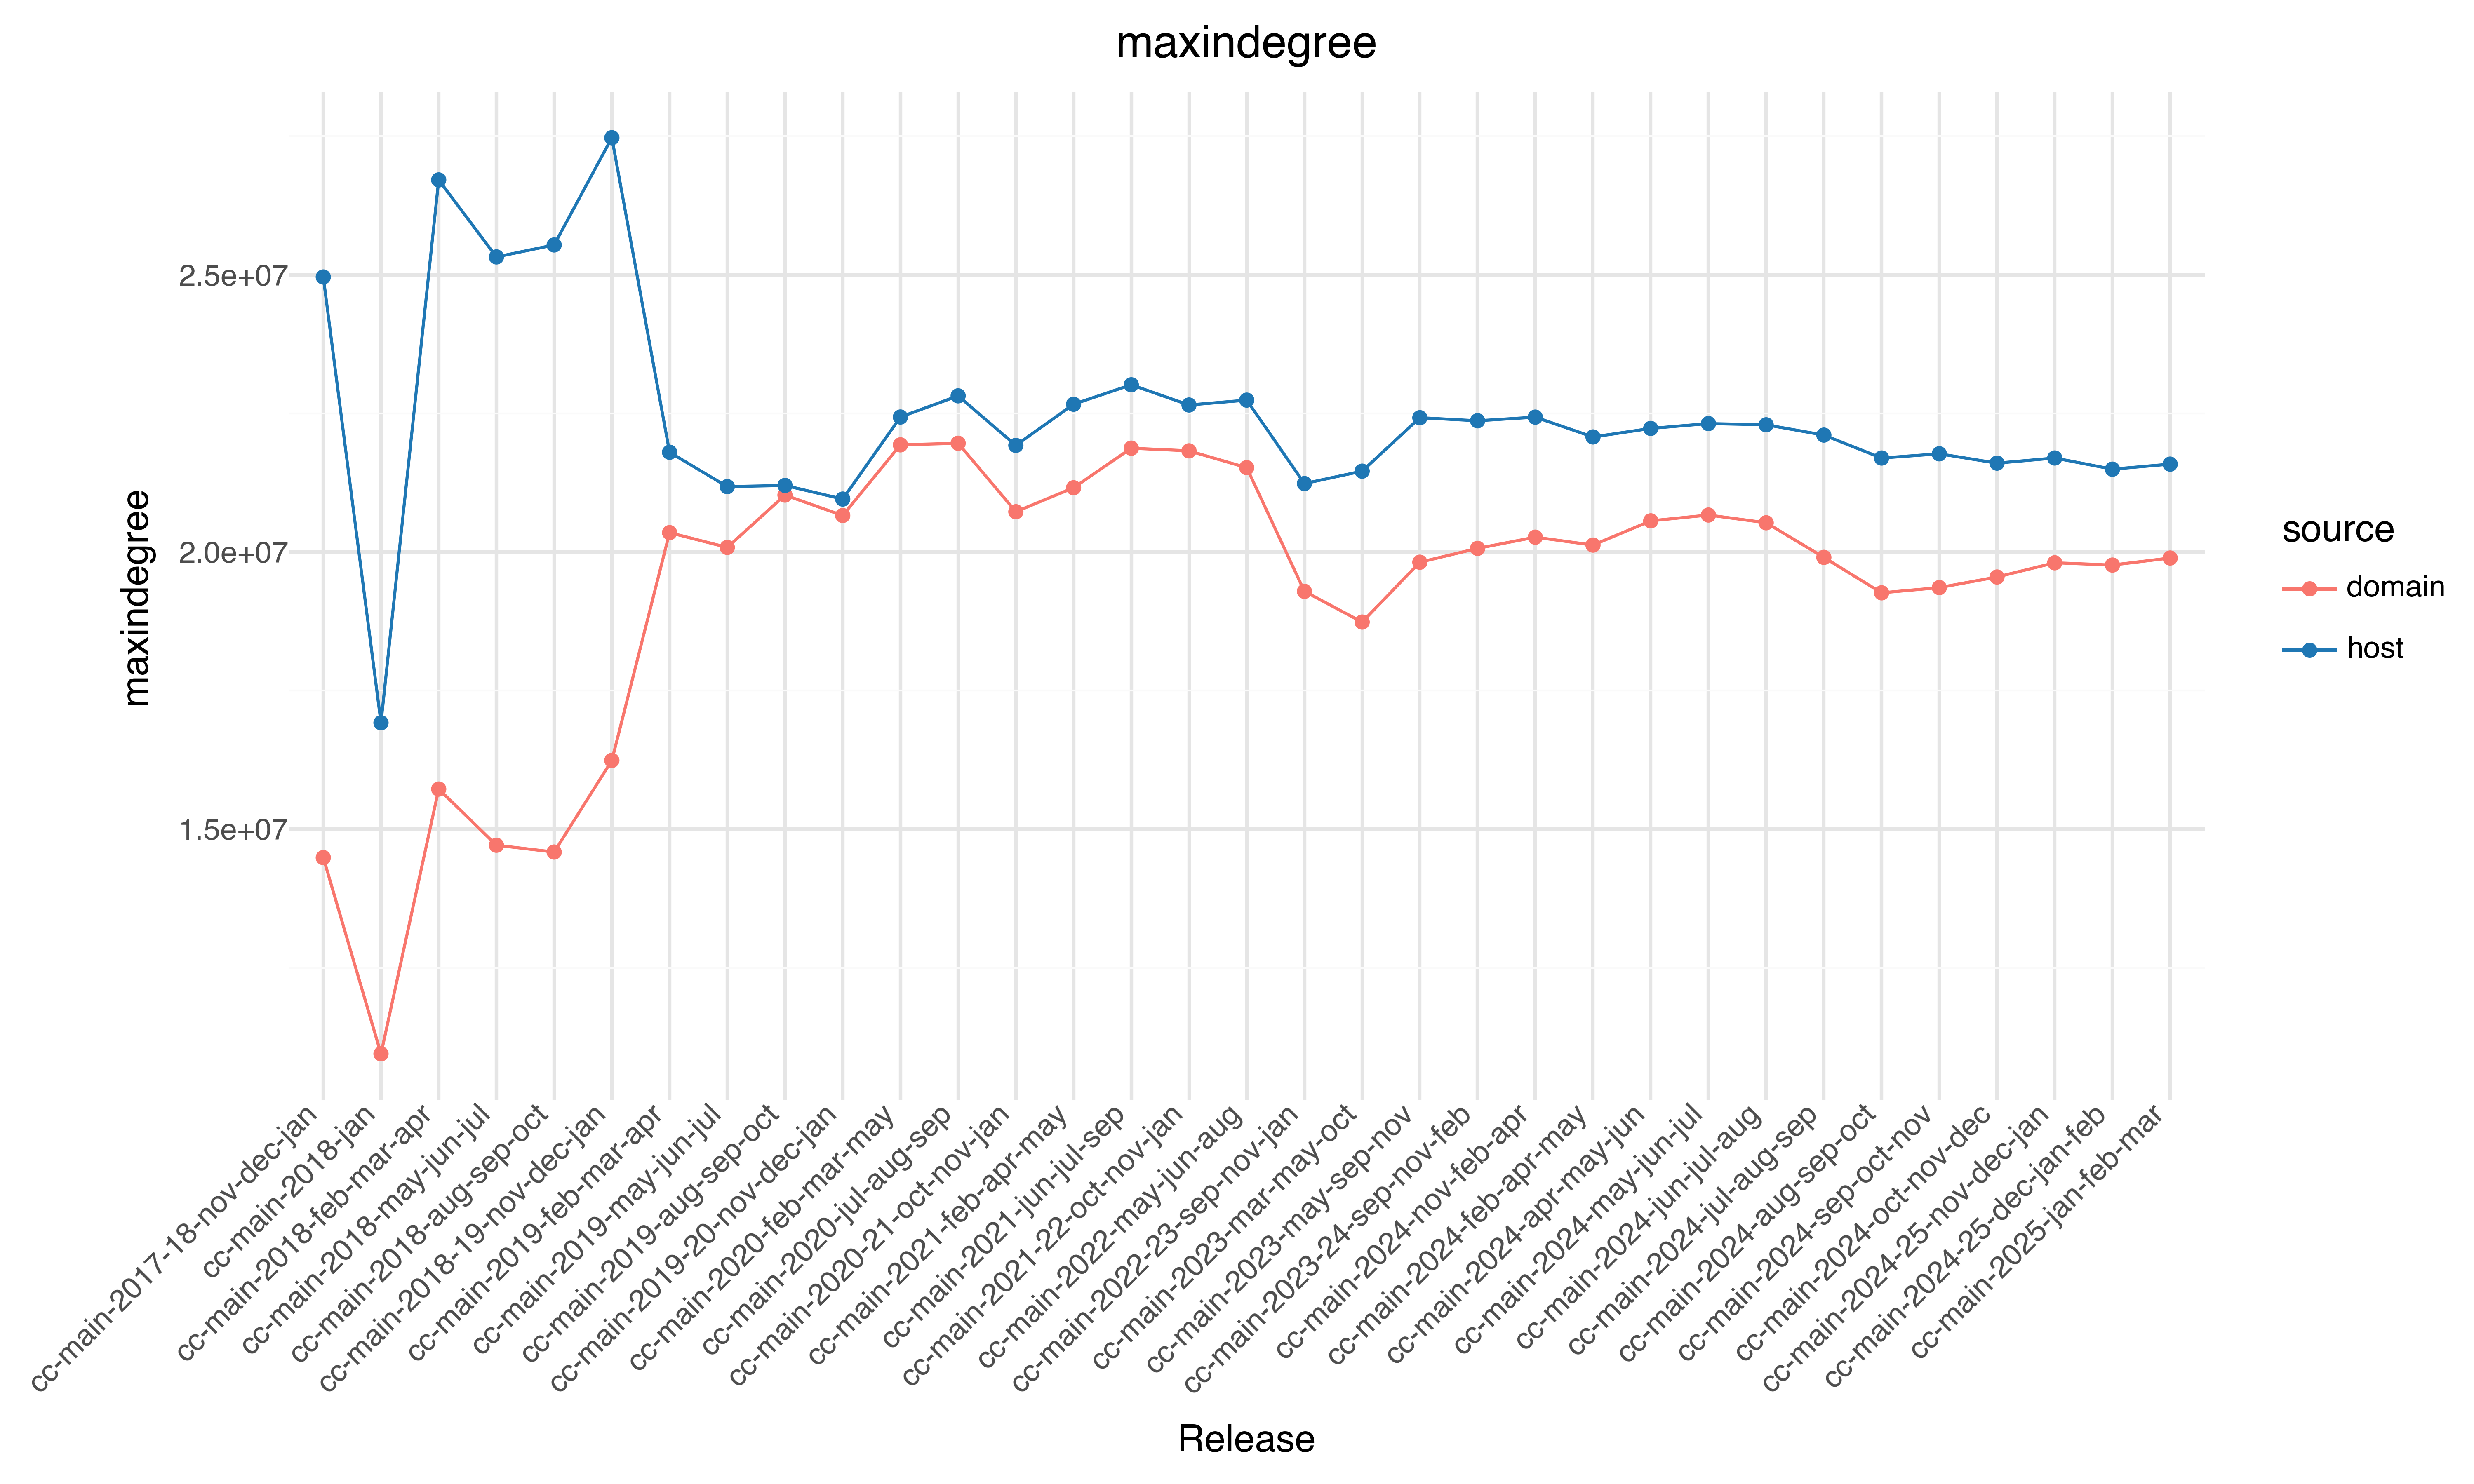 maxindegree
maxindegree
2.5e+07
2.0e+07
1.5e+07
cc-main-2017-18-nov-dec-jan
cc-main-2018-jan
cc-main-2018-feb-mar-apr
cc-main-2018-may-jun-jul
cc-main-2018-aug-sep-oct
cc-main-2018-19-nov-dec-jan
cc-main-2019-feb-mar-apr
cc-main-2019-may-jun-jul
cc-main-2019-aug-sep-oct
cc-main-2019-20-nov-dec-jan
cc-main-2020-feb-mar-may
cc-main-2020-jul-aug-sep
cc-main-2020-21-oct-nov-jan
cc-main-2021-feb-apr-may
cc-main-2021-jun-jul-sep
cc-main-2021-22-oct-nov-jan
cc-main-2022-may-jun-aug
cc-main-2022-23-sep-nov-jan
cc-main-2023-mar-may-oct
cc-main-2023-may-sep-nov
cc-main-2023-24-sep-nov-feb
cc-main-2024-nov-feb-apr
cc-main-2024-feb-apr-may
cc-main-2024-apr-may-jun
cc-main-2024-may-jun-jul
cc-main-2024-jun-jul-aug
cc-main-2024-jul-aug-sep
cc-main-2024-aug-sep-oct
cc-main-2024-sep-oct-nov
cc-main-2024-oct-nov-dec
cc-main-2024-25-nov-dec-jan
cc-main-2024-25-dec-jan-feb
cc-main-2025-jan-feb-mar
Release
source
domain
host